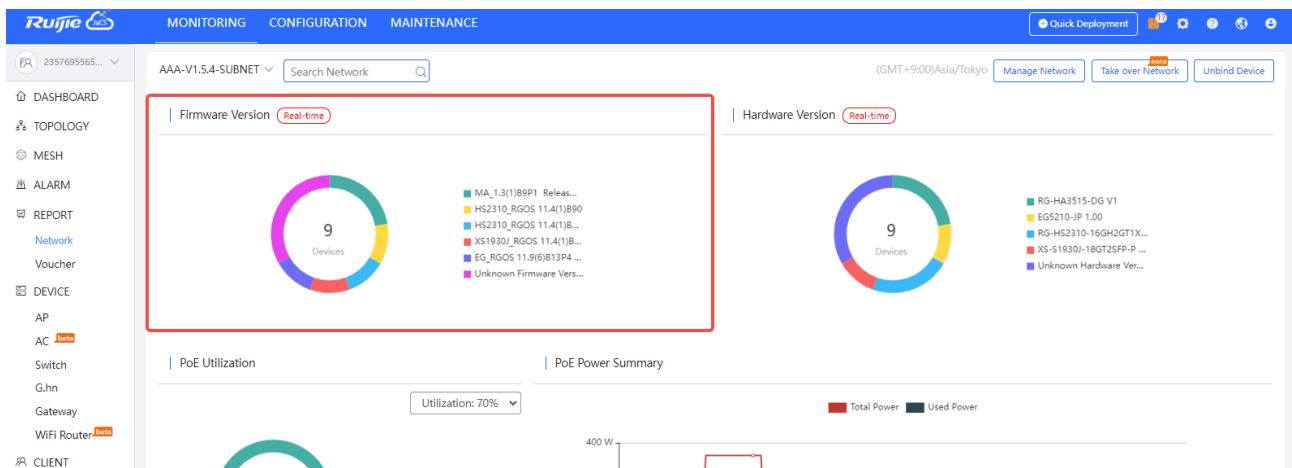 Ruijie JaCS MONITORING CONFIGURATION MAINTENANCE Quick Deployment 17
2357695565...
AAA-V1.5.4-SUBNET Search Network (GMT+9:00)Asia/Tokyo Manage Network Take over Network beta Unbind Device
DASHBOARD
TOPOLOGY
MESH
ALARM
REPORT
Network
Voucher
DEVICE
AP
AC beta
Switch
G.hn
Gateway
WiFi Router beta
CLIENT
Firmware Version Real-time
9
Devices
MA_1.3(1)B9P1 Releas...
HS2310_RGOS 11.4(1)B90
HS2310_RGOS 11.4(1)B...
XS1930J_RGOS 11.4(1)B...
EG_RGOS 11.9(6)B13P4 ...
Unknown Firmware Vers...
Hardware Version Real-time
9
Devices
RG-HA3515-DG V1
EG5210-JP 1.00
RG-HS2310-16GH2GT1X...
XS-S1930J-18GT2SFP-P ...
Unknown Hardware Ver...
PoE Utilization
Utilization: 70%
PoE Power Summary
Total Power Used Power
400 W